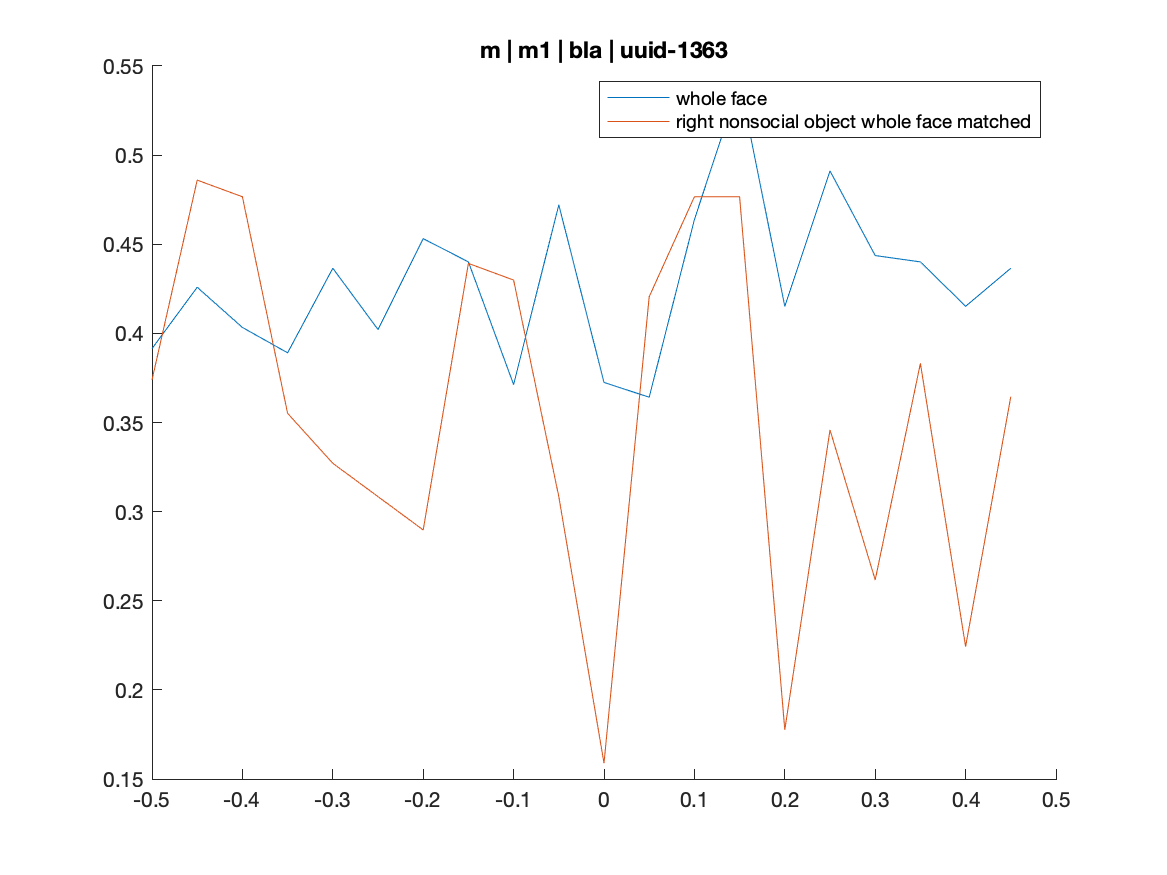 m | m1 | bla | uuid-1363
whole face
right nonsocial object whole face matched
0.55
0.5
0.45
0.4
0.35
0.3
0.25
0.2
0.15
-0.5 -0.4 -0.3 -0.2 -0.1 0 0.1 0.2 0.3 0.4 0.5